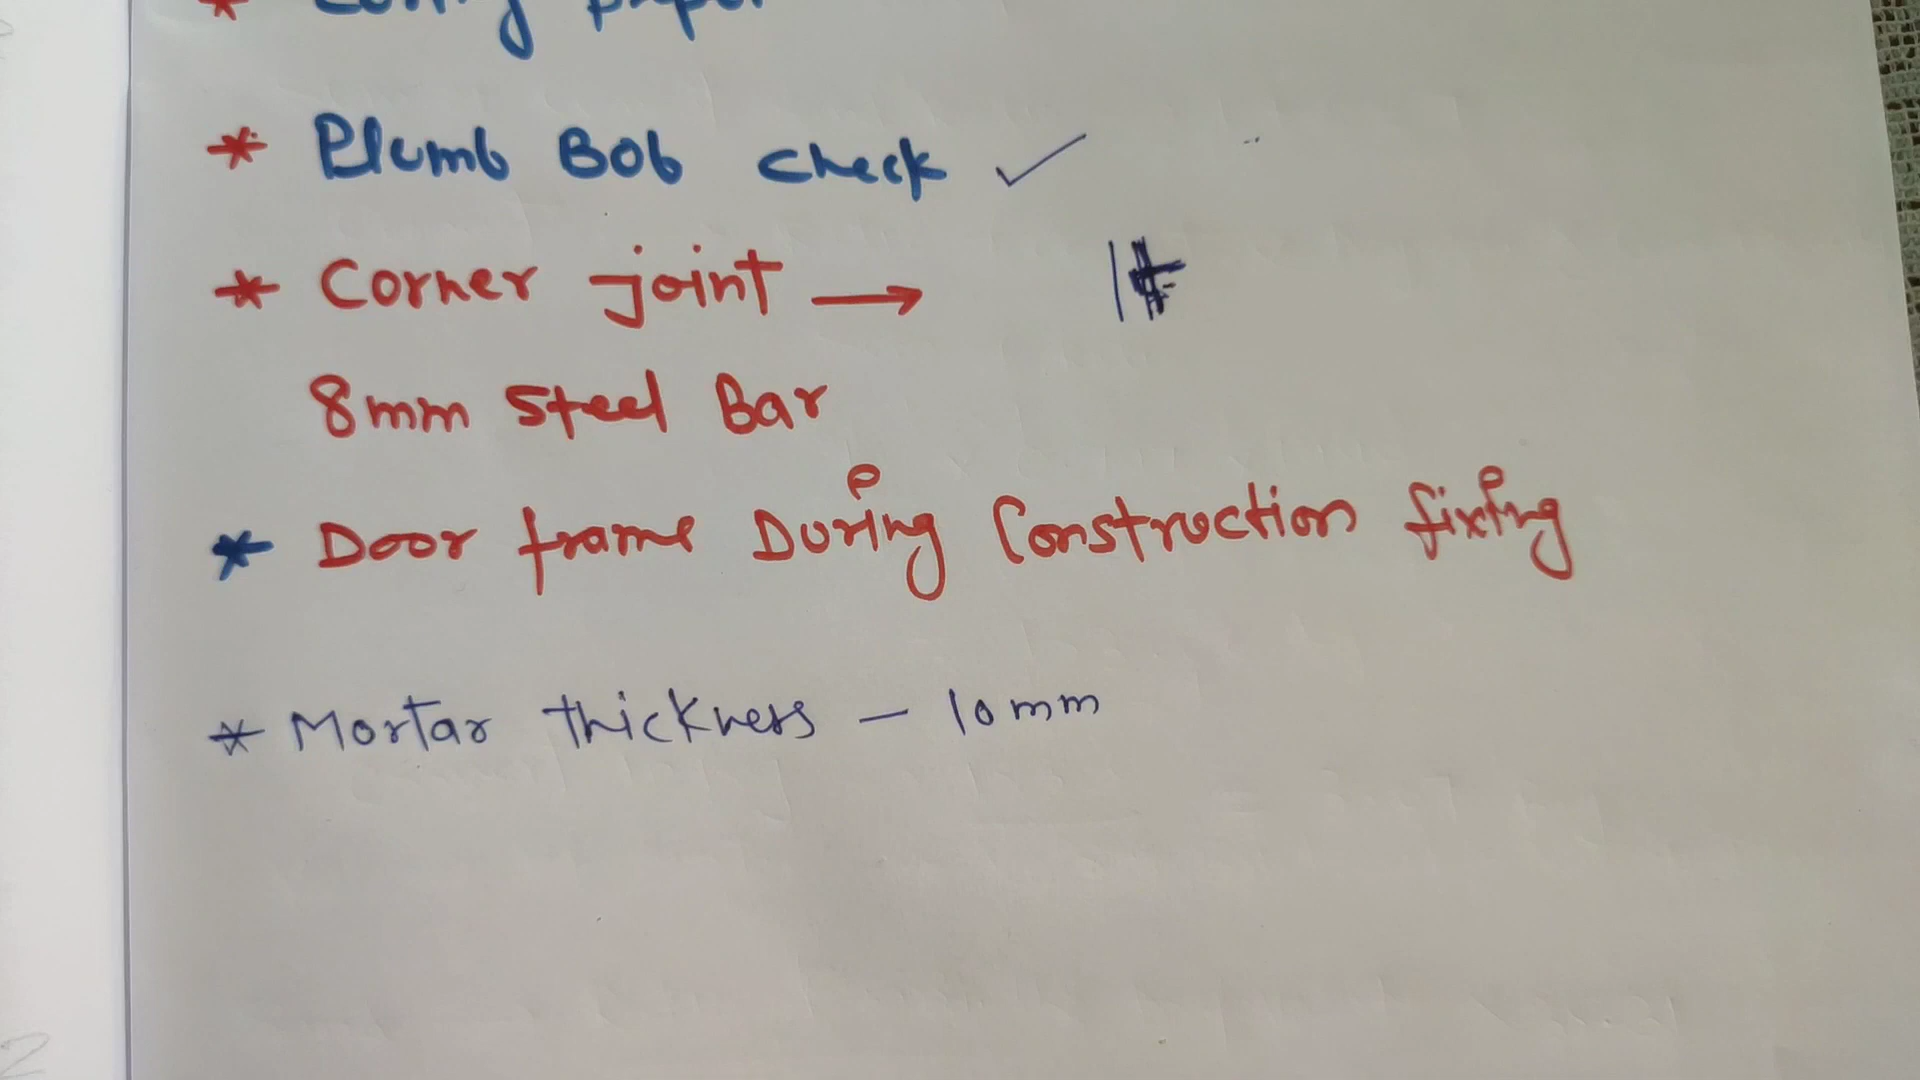 * Plumb Bob check ✓
* Corner joint →
8mm Steel Bar
* Door frame During Construction fixing
* Mortar thickness - 10mm